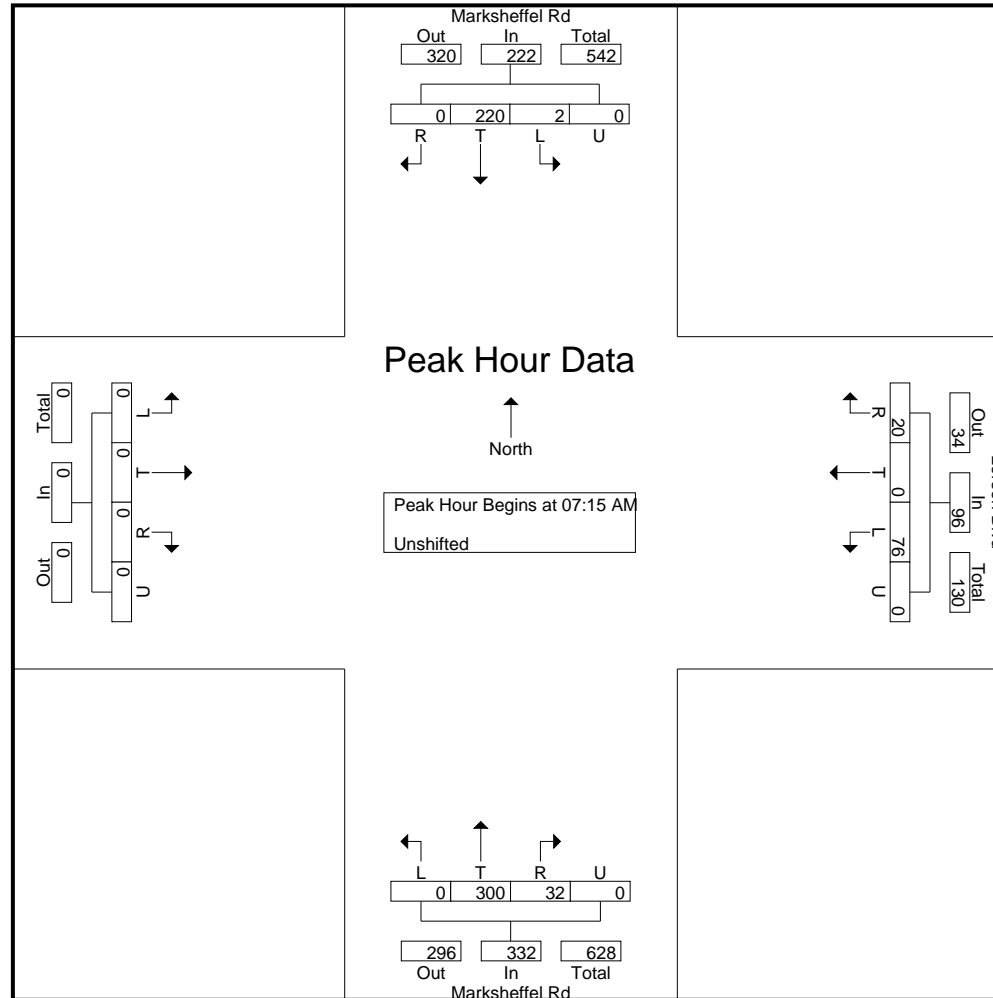 Marksheffel Rd
Out In Total
320 222 542
0 220 2 0
R T L U
Peak Hour Data
North
Peak Hour Begins at 07:15 AM
Unshifted
Total In Out
0 0 0
0 0 0 0
L T R U
Out In Total
34 96 130
20 0 76 0
R T L U
L T R U
0 300 32 0
296 332 628
Out In Total
Marksheffel Rd